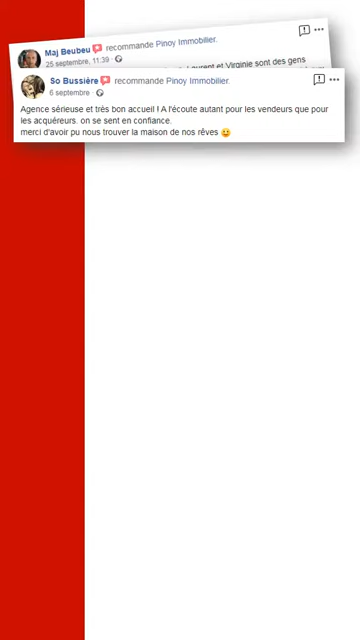 Maj Beubeu recommande Pinoy Immobilier.
25 septembre, 11:39 ·
Laurent et Virginie sont des gens
So Bussière recommande Pinoy Immobilier.
6 septembre ·
Agence sérieuse et très bon accueil ! A l'écoute autant pour les vendeurs que pour
les acquéreurs. on se sent en confiance.
merci d'avoir pu nous trouver la maison de nos rêves 😀